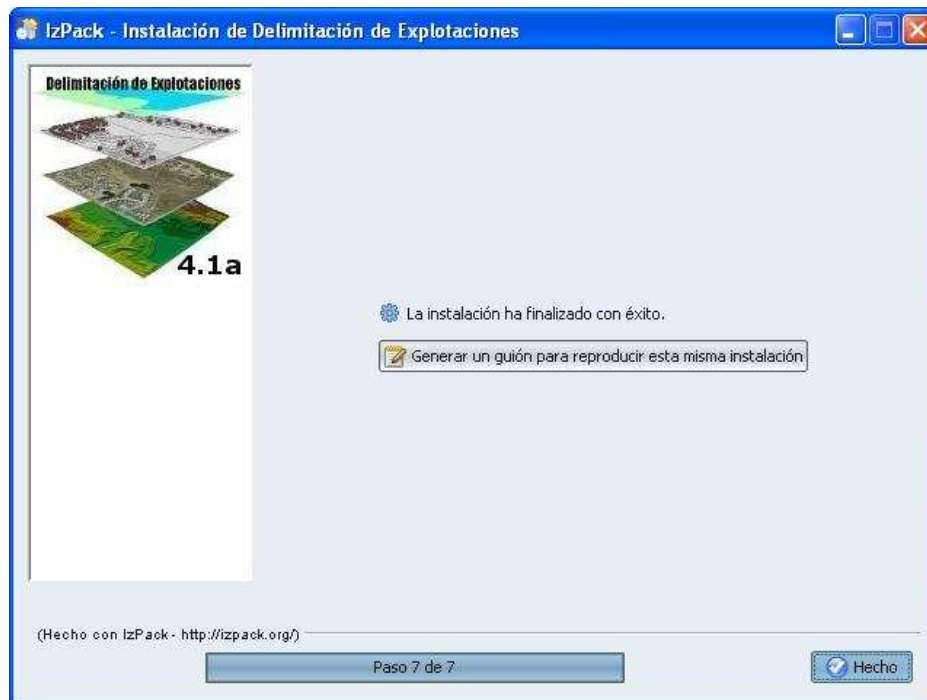 IzPack - Instalación de Delimitación de Explotaciones
Delimitación de Explotaciones
4.1a
La instalación ha finalizado con éxito.
Generar un guión para reproducir esta misma instalación
(Hecho con IzPack - http://izpack.org/)
Paso 7 de 7
Hecho